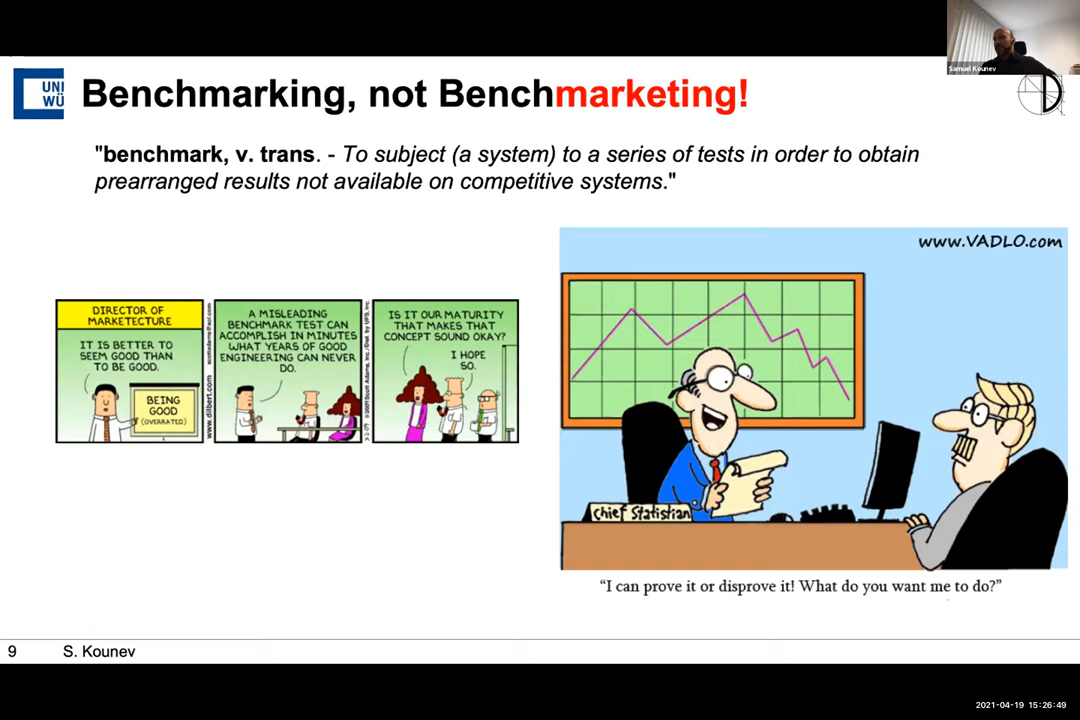 Samuel Kounev
UNI
WÜ
Benchmarking, not Benchmarketing!
"benchmark, v. trans. - To subject (a system) to a series of tests in order to obtain
prearranged results not available on competitive systems."
DIRECTOR OF
MARKETECTURE
IT IS BETTER TO
SEEM GOOD THAN
TO BE GOOD.
BEING
GOOD
(OVERRATED)
www.dilbert.com
scottadams@aol.com
A MISLEADING
BENCHMARK TEST CAN
ACCOMPLISH IN MINUTES
WHAT YEARS OF GOOD
ENGINEERING CAN NEVER
DO.
IS IT OUR MATURITY
THAT MAKES THAT
CONCEPT SOUND OKAY?
I HOPE
SO.
www.VADLO.com
Chief Statistian
“I can prove it or disprove it! What do you want me to do?”
9
S. Kounev
2021-04-19 15:26:49